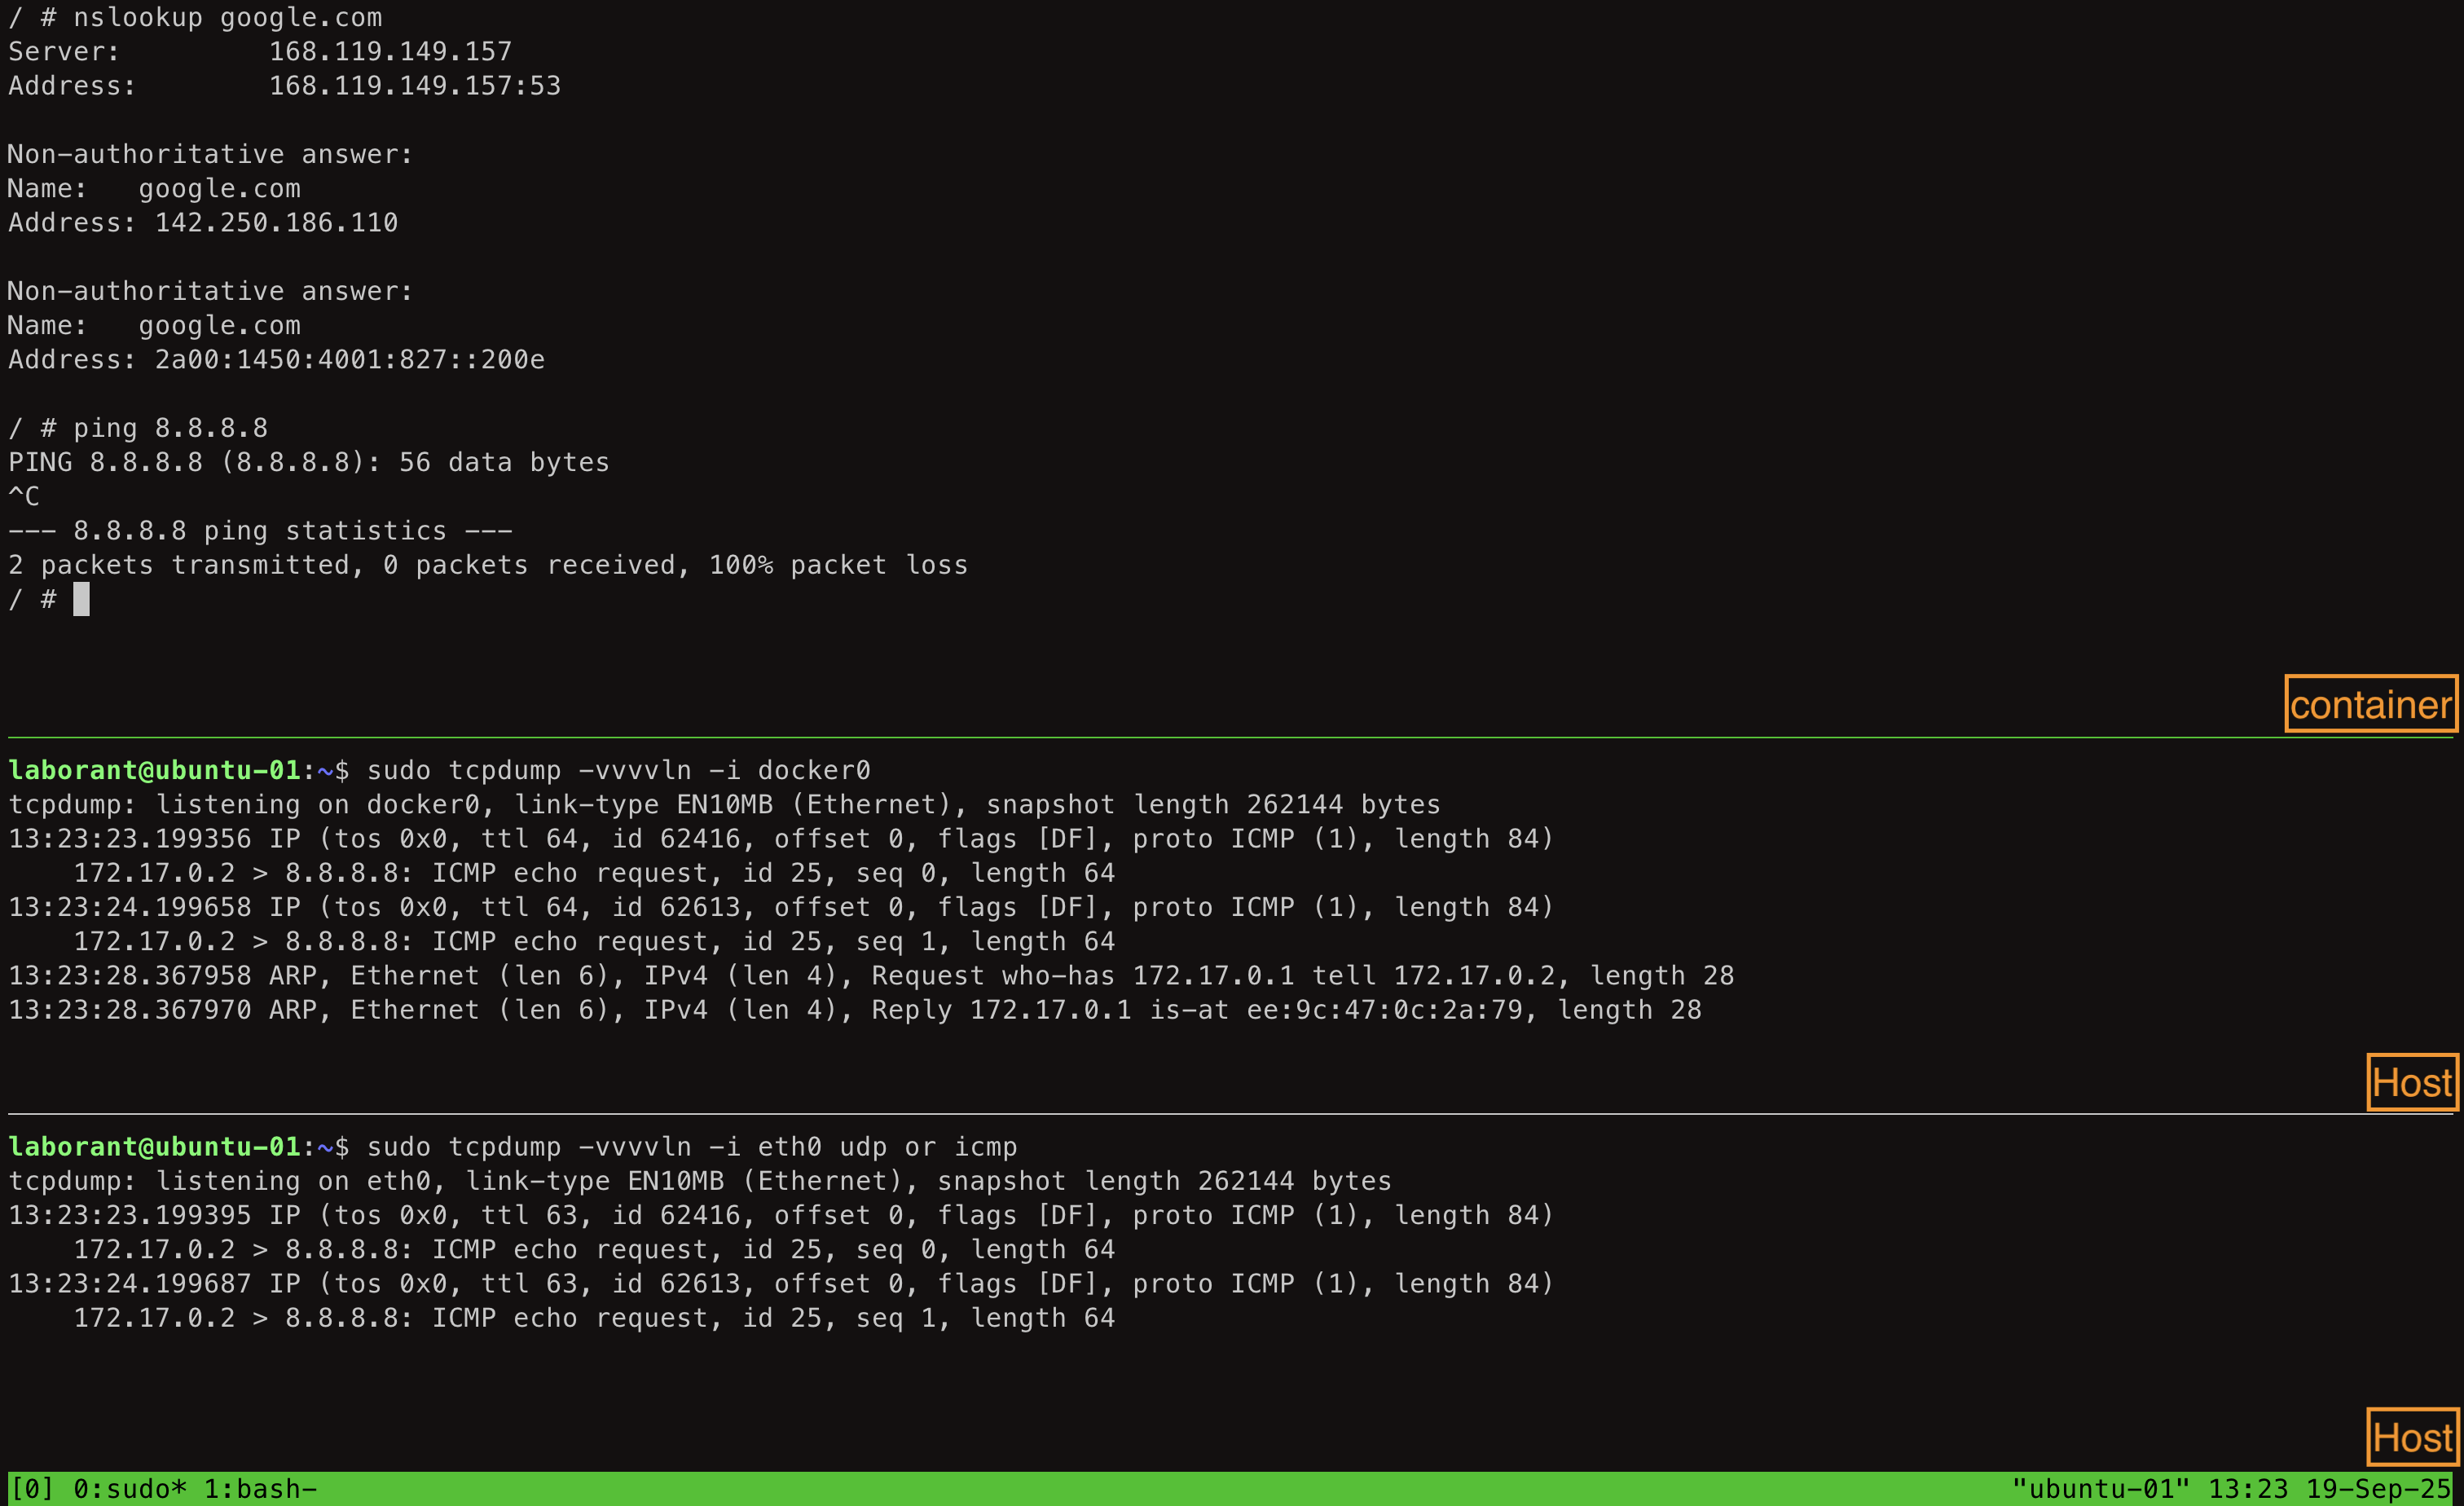 / # nslookup google.com
Server:         168.119.149.157
Address:        168.119.149.157:53
Non-authoritative answer:
Name:   google.com
Address: 142.250.186.110
Non-authoritative answer:
Name:   google.com
Address: 2a00:1450:4001:827::200e
/ # ping 8.8.8.8
PING 8.8.8.8 (8.8.8.8): 56 data bytes
^C
--- 8.8.8.8 ping statistics ---
2 packets transmitted, 0 packets received, 100% packet loss
/ #
container
laborant@ubuntu-01:~$ sudo tcpdump -vvvvln -i docker0
tcpdump: listening on docker0, link-type EN10MB (Ethernet), snapshot length 262144 bytes
13:23:23.199356 IP (tos 0x0, ttl 64, id 62416, offset 0, flags [DF], proto ICMP (1), length 84)
    172.17.0.2 > 8.8.8.8: ICMP echo request, id 25, seq 0, length 64
13:23:24.199658 IP (tos 0x0, ttl 64, id 62613, offset 0, flags [DF], proto ICMP (1), length 84)
    172.17.0.2 > 8.8.8.8: ICMP echo request, id 25, seq 1, length 64
13:23:28.367958 ARP, Ethernet (len 6), IPv4 (len 4), Request who-has 172.17.0.1 tell 172.17.0.2, length 28
13:23:28.367970 ARP, Ethernet (len 6), IPv4 (len 4), Reply 172.17.0.1 is-at ee:9c:47:0c:2a:79, length 28
Host
laborant@ubuntu-01:~$ sudo tcpdump -vvvvln -i eth0 udp or icmp
tcpdump: listening on eth0, link-type EN10MB (Ethernet), snapshot length 262144 bytes
13:23:23.199395 IP (tos 0x0, ttl 63, id 62416, offset 0, flags [DF], proto ICMP (1), length 84)
    172.17.0.2 > 8.8.8.8: ICMP echo request, id 25, seq 0, length 64
13:23:24.199687 IP (tos 0x0, ttl 63, id 62613, offset 0, flags [DF], proto ICMP (1), length 84)
    172.17.0.2 > 8.8.8.8: ICMP echo request, id 25, seq 1, length 64
Host
[0] 0:sudo* 1:bash- "ubuntu-01" 13:23 19-Sep-25